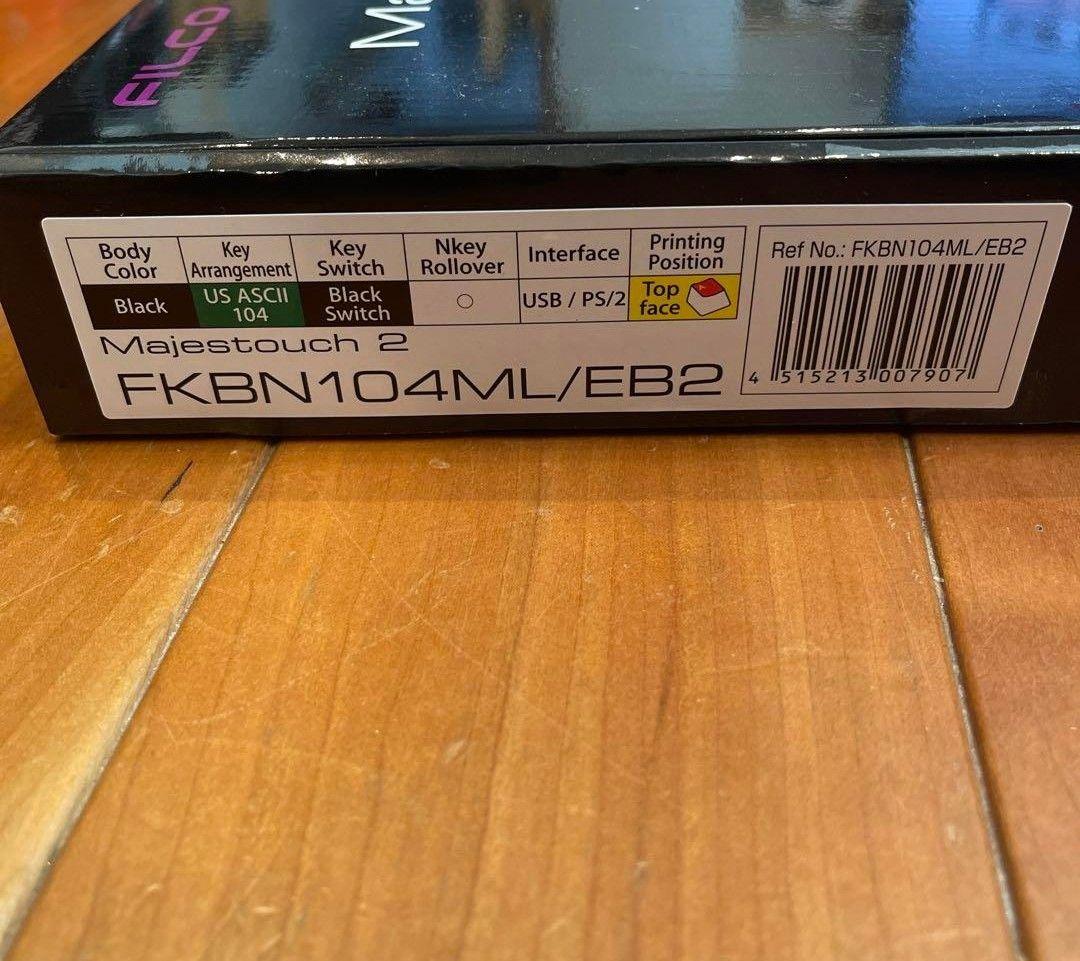 FILCO
Body Color
Key Arrangement
Key Switch
Nkey Rollover
Interface
Printing Position
Black
US ASCII 104
Black Switch
○
USB / PS/2
Top face
Majestouch 2
FKBN104ML/EB2
Ref No.: FKBN104ML/EB2
4 515213 007907